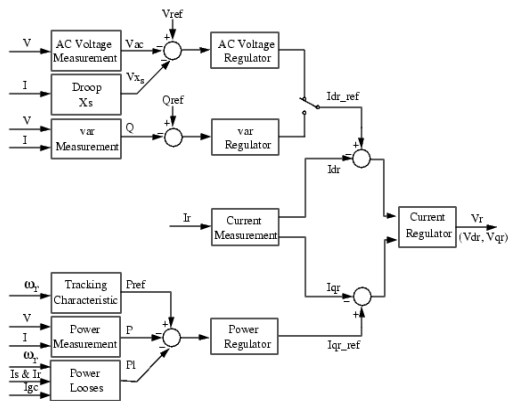 Vref
V
AC Voltage
Measurement
Vac
+
−
−
AC Voltage
Regulator
I
Droop
Xs
Vxs
Qref
V
I
var
Measurement
Q
+
−
var
Regulator
Idr_ref
+
−
Idr
Ir
Current
Measurement
Current
Regulator
Vr
(Vdr, Vqr)
Iqr
−
+
Iqr_ref
ωr
Tracking
Characteristic
Pref
V
I
Power
Measurement
P
+
−
−
Power
Regulator
ωr
Is & Ir
Igc
Power
Looses
Pl